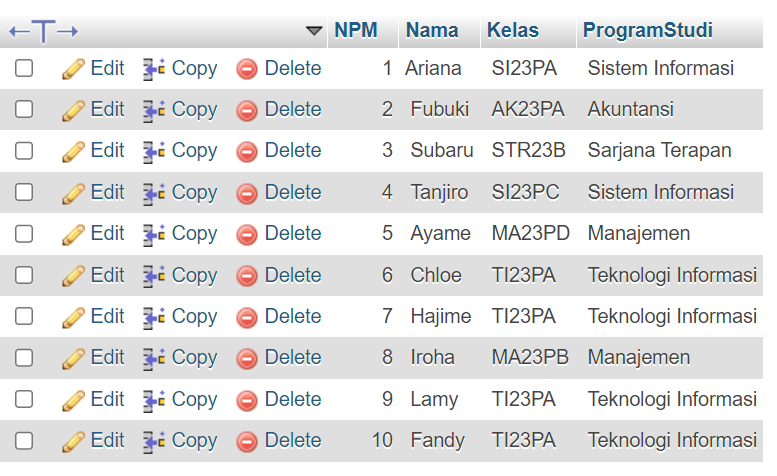 NPM Nama Kelas ProgramStudi
Edit Copy Delete 1 Ariana SI23PA Sistem Informasi
Edit Copy Delete 2 Fubuki AK23PA Akuntansi
Edit Copy Delete 3 Subaru STR23B Sarjana Terapan
Edit Copy Delete 4 Tanjiro SI23PC Sistem Informasi
Edit Copy Delete 5 Ayame MA23PD Manajemen
Edit Copy Delete 6 Chloe TI23PA Teknologi Informasi
Edit Copy Delete 7 Hajime TI23PA Teknologi Informasi
Edit Copy Delete 8 Iroha MA23PB Manajemen
Edit Copy Delete 9 Lamy TI23PA Teknologi Informasi
Edit Copy Delete 10 Fandy TI23PA Teknologi Informasi